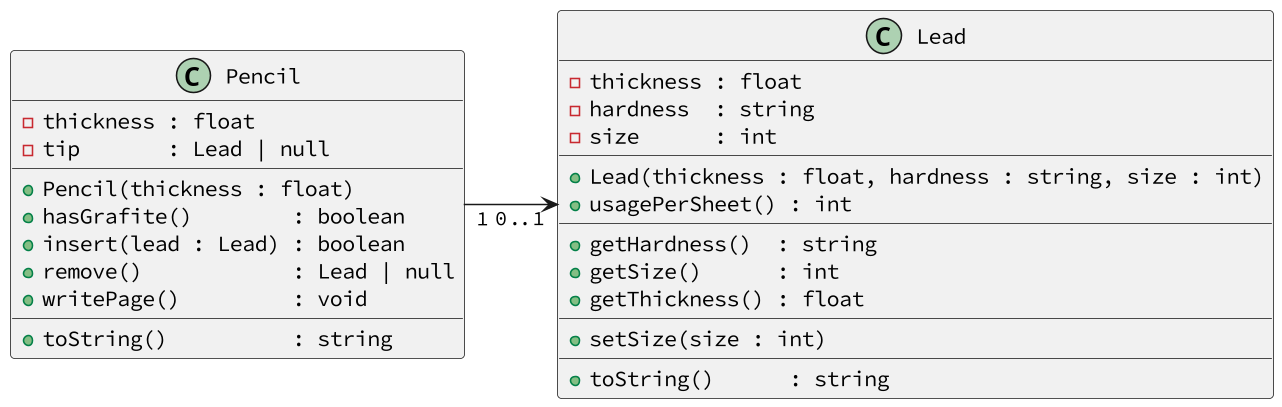 C Pencil
thickness : float
tip : Lead | null
Pencil(thickness : float)
hasGrafite() : boolean
insert(lead : Lead) : boolean
remove() : Lead | null
writePage() : void
toString() : string
1 0..1
C Lead
thickness : float
hardness : string
size : int
Lead(thickness : float, hardness : string, size : int)
usagePerSheet() : int
getHardness() : string
getSize() : int
getThickness() : float
setSize(size : int)
toString() : string